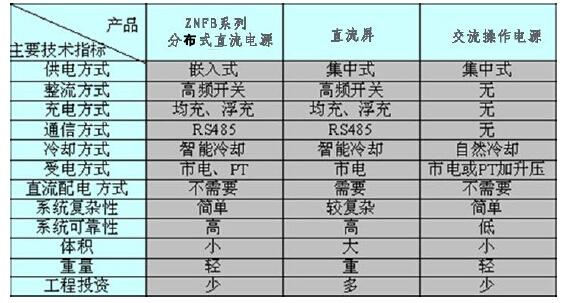 产品
主要技术指标
ZNFB系列
分布式直流电源
直流屏
交流操作电源
供电方式 嵌入式 集中式 集中式
整流方式 高频开关 高频开关 无
充电方式 均充、浮充 均充、浮充 无
通信方式 RS485 RS485 无
冷却方式 智能冷却 智能冷却 自然冷却
受电方式 市电、PT 市电 市电或PT加升压
直流配电方式 不需要 需要 不需要
系统复杂性 简单 较复杂 简单
系统可靠性 高 高 低
体积 小 大 小
重量 轻 重 轻
工程投资 少 多 少